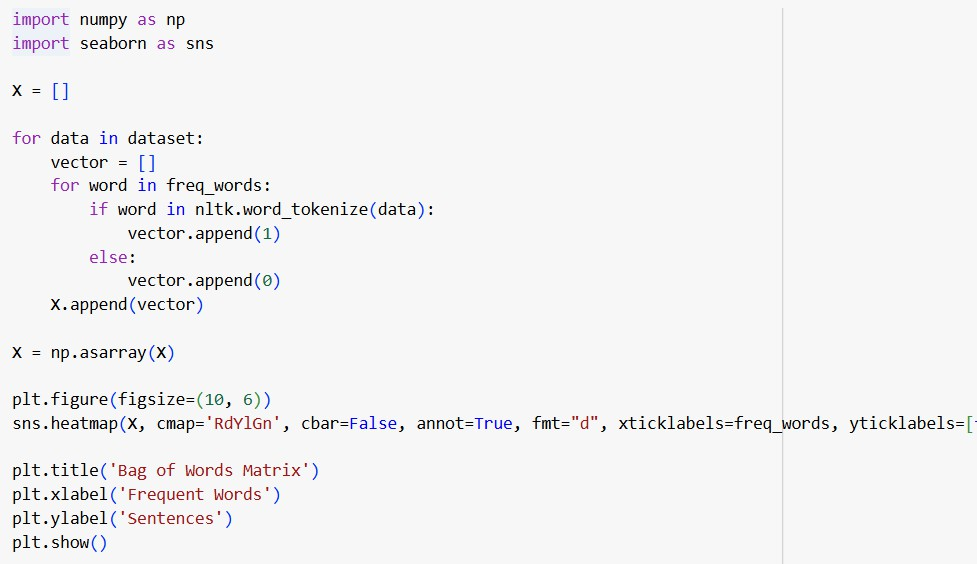 import numpy as np
import seaborn as sns
X = []
for data in dataset:
    vector = []
    for word in freq_words:
        if word in nltk.word_tokenize(data):
            vector.append(1)
        else:
            vector.append(0)
    X.append(vector)
X = np.asarray(X)
plt.figure(figsize=(10, 6))
sns.heatmap(X, cmap='RdYlGn', cbar=False, annot=True, fmt="d", xticklabels=freq_words, yticklabels=[
plt.title('Bag of Words Matrix')
plt.xlabel('Frequent Words')
plt.ylabel('Sentences')
plt.show()